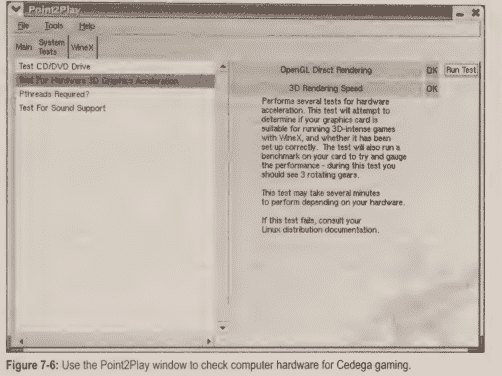 Point2Play
File Tools Help
Main System Tests WineX
Test CD/DVD Drive
Test For Hardware 3D Graphics Acceleration
Pthreads Required?
Test For Sound Support
OpenGL Direct Rendering OK Run Test
3D Rendering Speed OK
Performs several tests for hardware
acceleration. This test will attempt to
determine if your graphics card is
suitable for running 3D-intense games
with WineX, and whether it has been
set up correctly. The test will also run a
benchmark on your card to try and gauge
the performance - during this test you
should see 3 rotating gears.
This test may take several minutes
to perform depending on your hardware.
If this test fails, consult your
Linux distribution documentation.
Figure 7-6: Use the Point2Play window to check computer hardware for Cedega gaming.